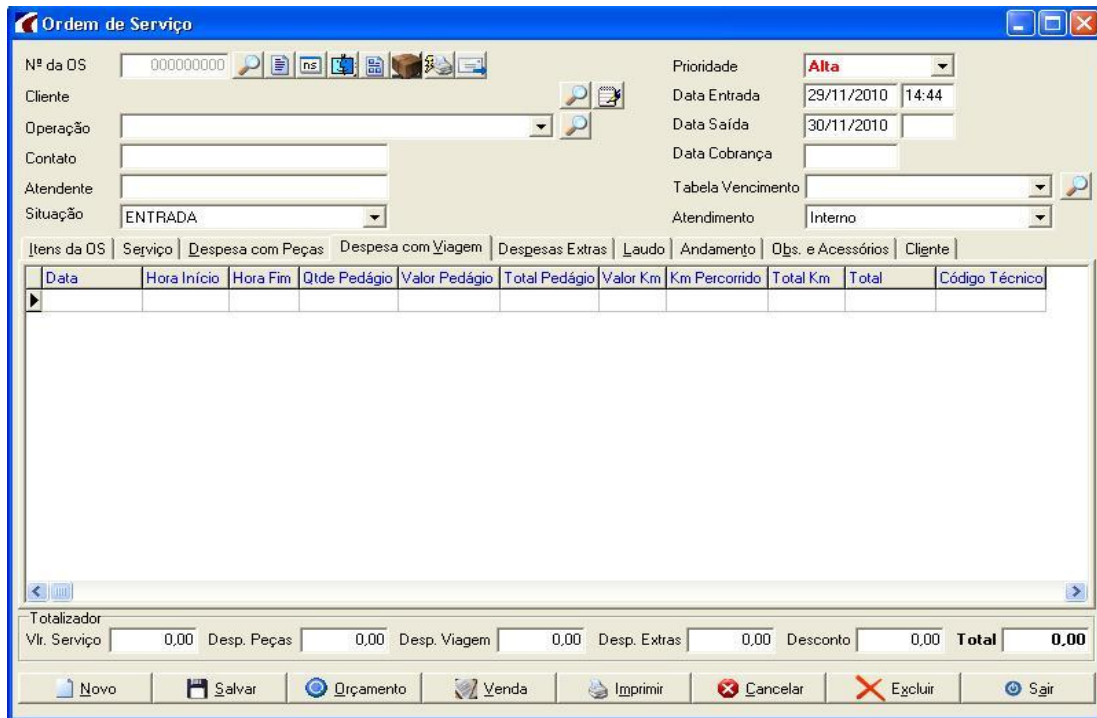 Ordem de Serviço
Nª da OS 000000000 ns Prioridade Alta
Cliente Data Entrada 29/11/2010 14:44
Operação Data Saída 30/11/2010
Contato Data Cobrança
Atendente Tabela Vencimento
Situação ENTRADA Atendimento Interno
Itens da OS Serviço Despesa com Peças Despesa com Viagem Despesas Extras Laudo Andamento Obs. e Acessórios Cliente
Data Hora Início Hora Fim Qtde Pedágio Valor Pedágio Total Pedágio Valor Km Km Percorrido Total Km Total Código Técnico
Totalizador
Vlr. Serviço 0,00 Desp. Peças 0,00 Desp. Viagem 0,00 Desp. Extras 0,00 Desconto 0,00 Total 0,00
Novo Salvar Orçamento Venda Imprimir Cancelar Excluir Sair